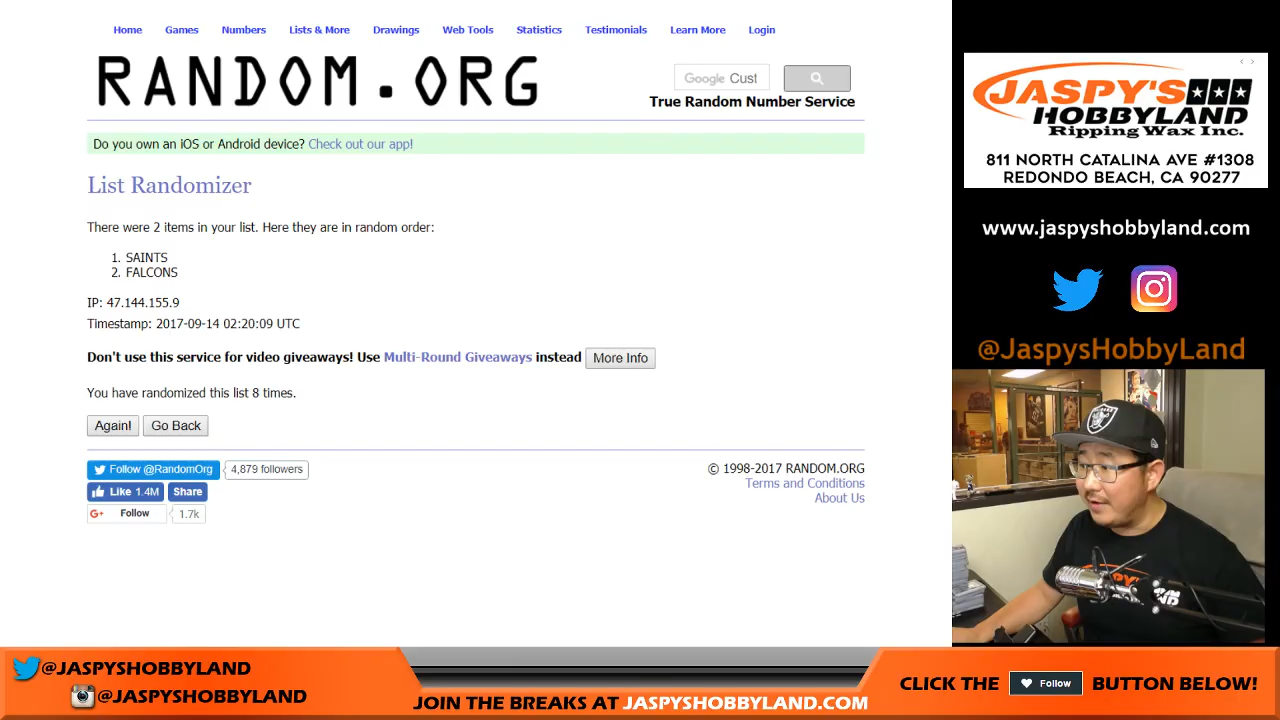 Home Games Numbers Lists & More Drawings Web Tools Statistics Testimonials Learn More Login
RANDOM.ORG
Google Cust
True Random Number Service
Do you own an iOS or Android device? Check out our app!
List Randomizer
There were 2 items in your list. Here they are in random order:
1. SAINTS
2. FALCONS
IP: 47.144.155.9
Timestamp: 2017-09-14 02:20:09 UTC
Don't use this service for video giveaways! Use Multi-Round Giveaways instead More Info
You have randomized this list 8 times.
Again! Go Back
Follow @RandomOrg 4,879 followers
Like 1.4M Share
G+ Follow 1.7k
© 1998-2017 RANDOM.ORG
Terms and Conditions
About Us
JASPY'S
HOBBYLAND
Ripping Wax Inc.
811 NORTH CATALINA AVE #1308
REDONDO BEACH, CA 90277
www.jaspyshobbyland.com
@JaspysHobbyLand
@JASPYSHOBBYLAND
@JASPYSHOBBYLAND
JOIN THE BREAKS AT JASPYSHOBBYLAND.COM
CLICK THE Follow BUTTON BELOW!